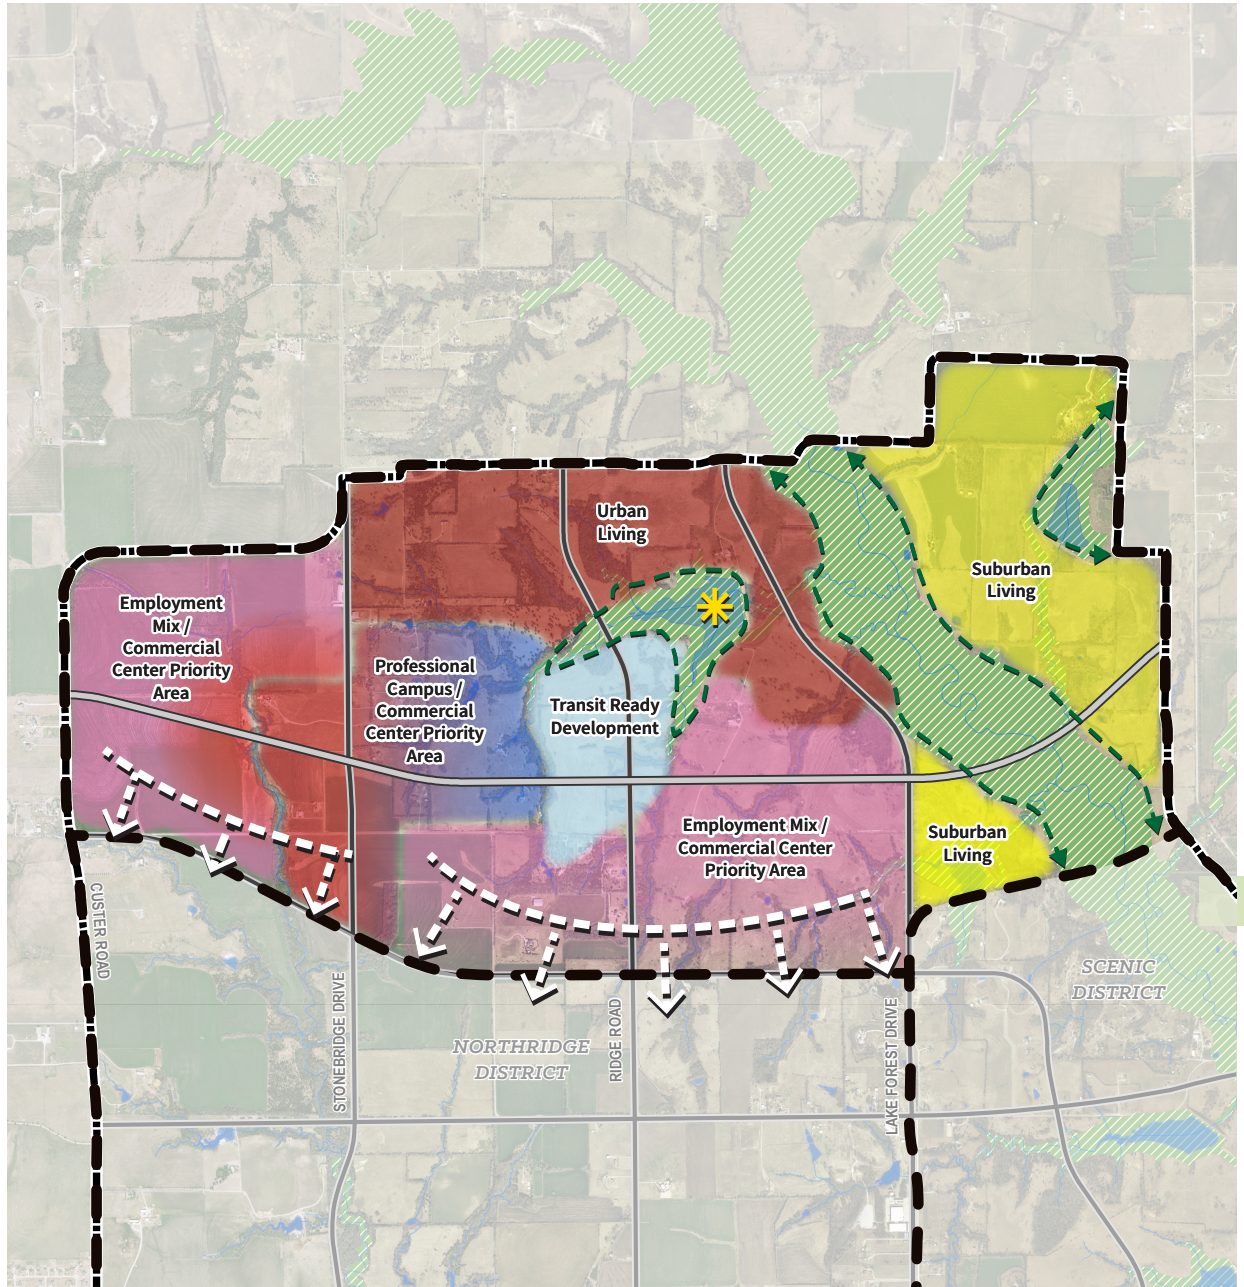 Urban
Living
Suburban
Living
Employment
Mix /
Commercial
Center Priority
Area
Professional
Campus /
Commercial
Center Priority
Area
Transit Ready
Development
Employment Mix /
Commercial Center
Priority Area
Suburban
Living
CUSTER ROAD
STONEBRIDGE DRIVE
RIDGE ROAD
LAKE FOREST DRIVE
NORTHRIDGE
DISTRICT
SCENIC
DISTRICT